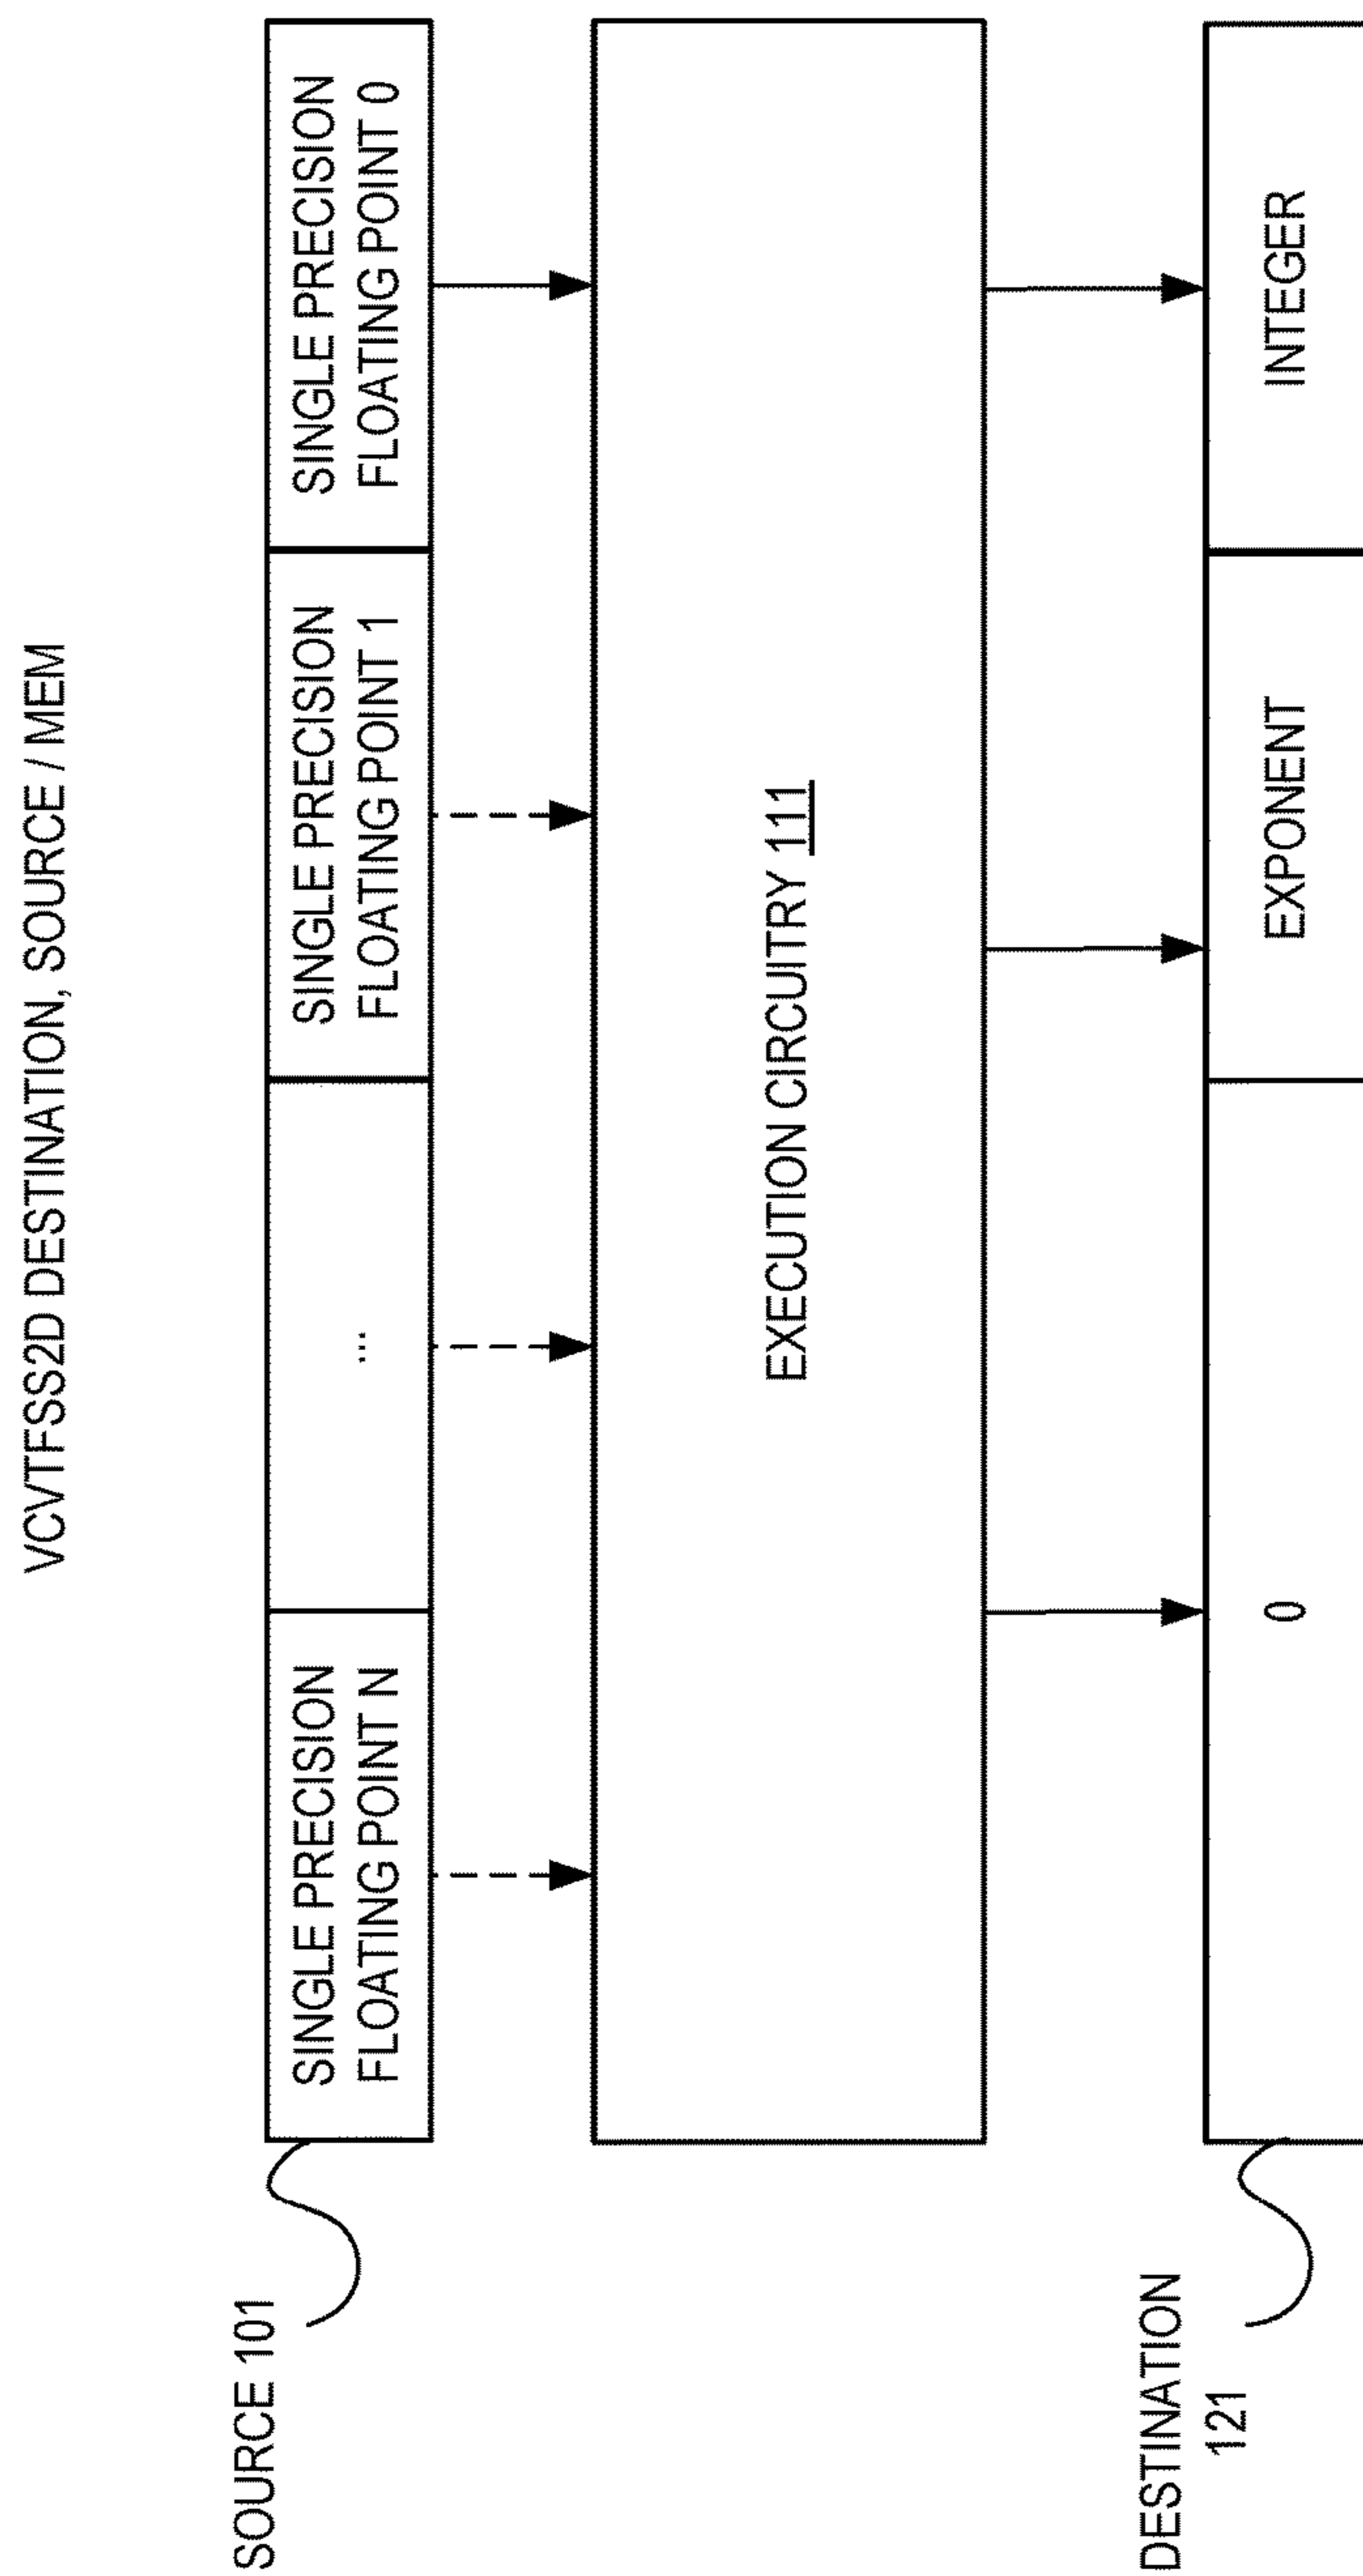 VCVTFSS2D DESTINATION, SOURCE / MEM
SOURCE 101
SINGLE PRECISION
FLOATING POINT N
...
SINGLE PRECISION
FLOATING POINT 1
SINGLE PRECISION
FLOATING POINT 0
EXECUTION CIRCUITRY 111
DESTINATION
121
0
EXPONENT
INTEGER